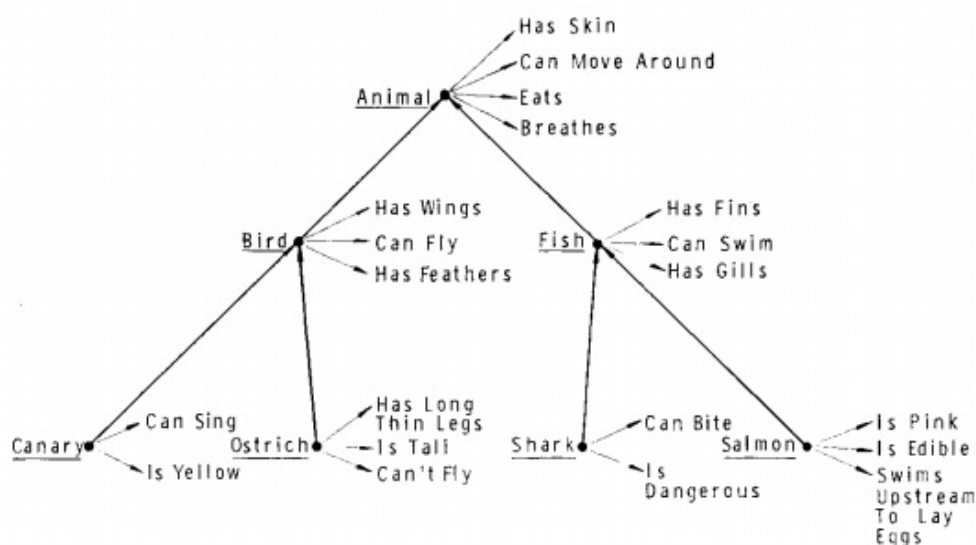 Has Skin
Can Move Around
Animal
Eats
Breathes
Has Wings
Bird
Can Fly
Has Feathers
Has Fins
Fish
Can Swim
Has Gills
Canary
Can Sing
Is Yellow
Ostrich
Has Long
Thin Legs
Is Tall
Can't Fly
Shark
Can Bite
Is
Dangerous
Salmon
Is Pink
Is Edible
Swims
Upstream
To Lay
Eggs